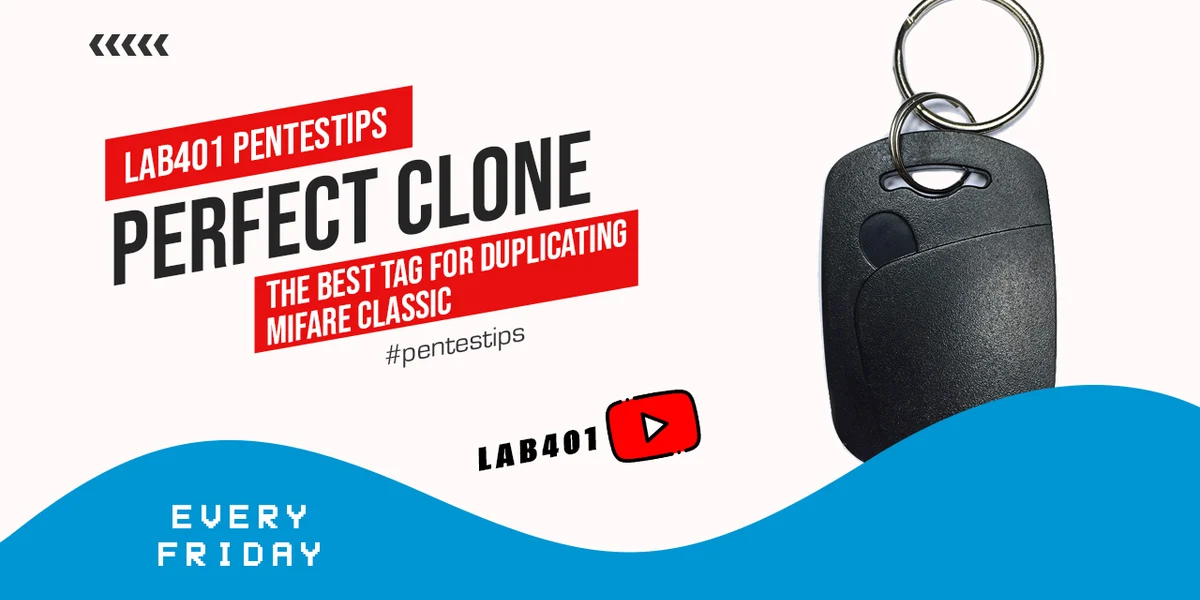 LAB401 PENTESTIPS
PERFECT CLONE
THE BEST TAG FOR DUPLICATING
MIFARE CLASSIC
#pentestips
LAB401
EVERY
FRIDAY